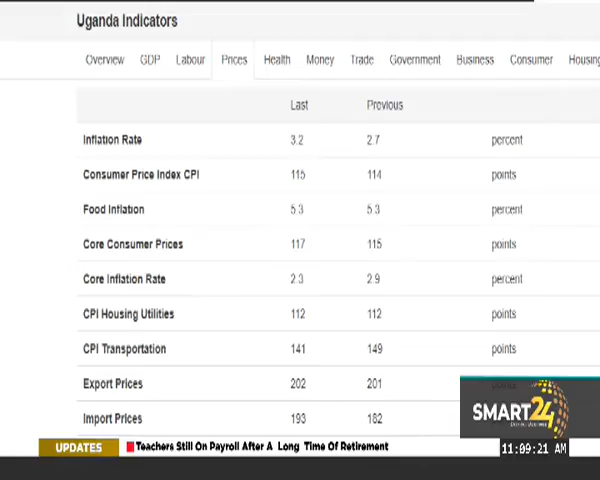 Uganda Indicators
Overview GDP Labour Prices Health Money Trade Government Business Consumer Housing
Last Previous
Inflation Rate 3.2 2.7 percent
Consumer Price Index CPI 115 114 points
Food Inflation 5.3 5.3 percent
Core Consumer Prices 117 115 points
Core Inflation Rate 2.3 2.9 percent
CPI Housing Utilities 112 112 points
CPI Transportation 141 149 points
Export Prices 202 201
Import Prices 193 182
SMART24
UPDATES Teachers Still On Payroll After A Long Time Of Retirement 11:09:21 AM